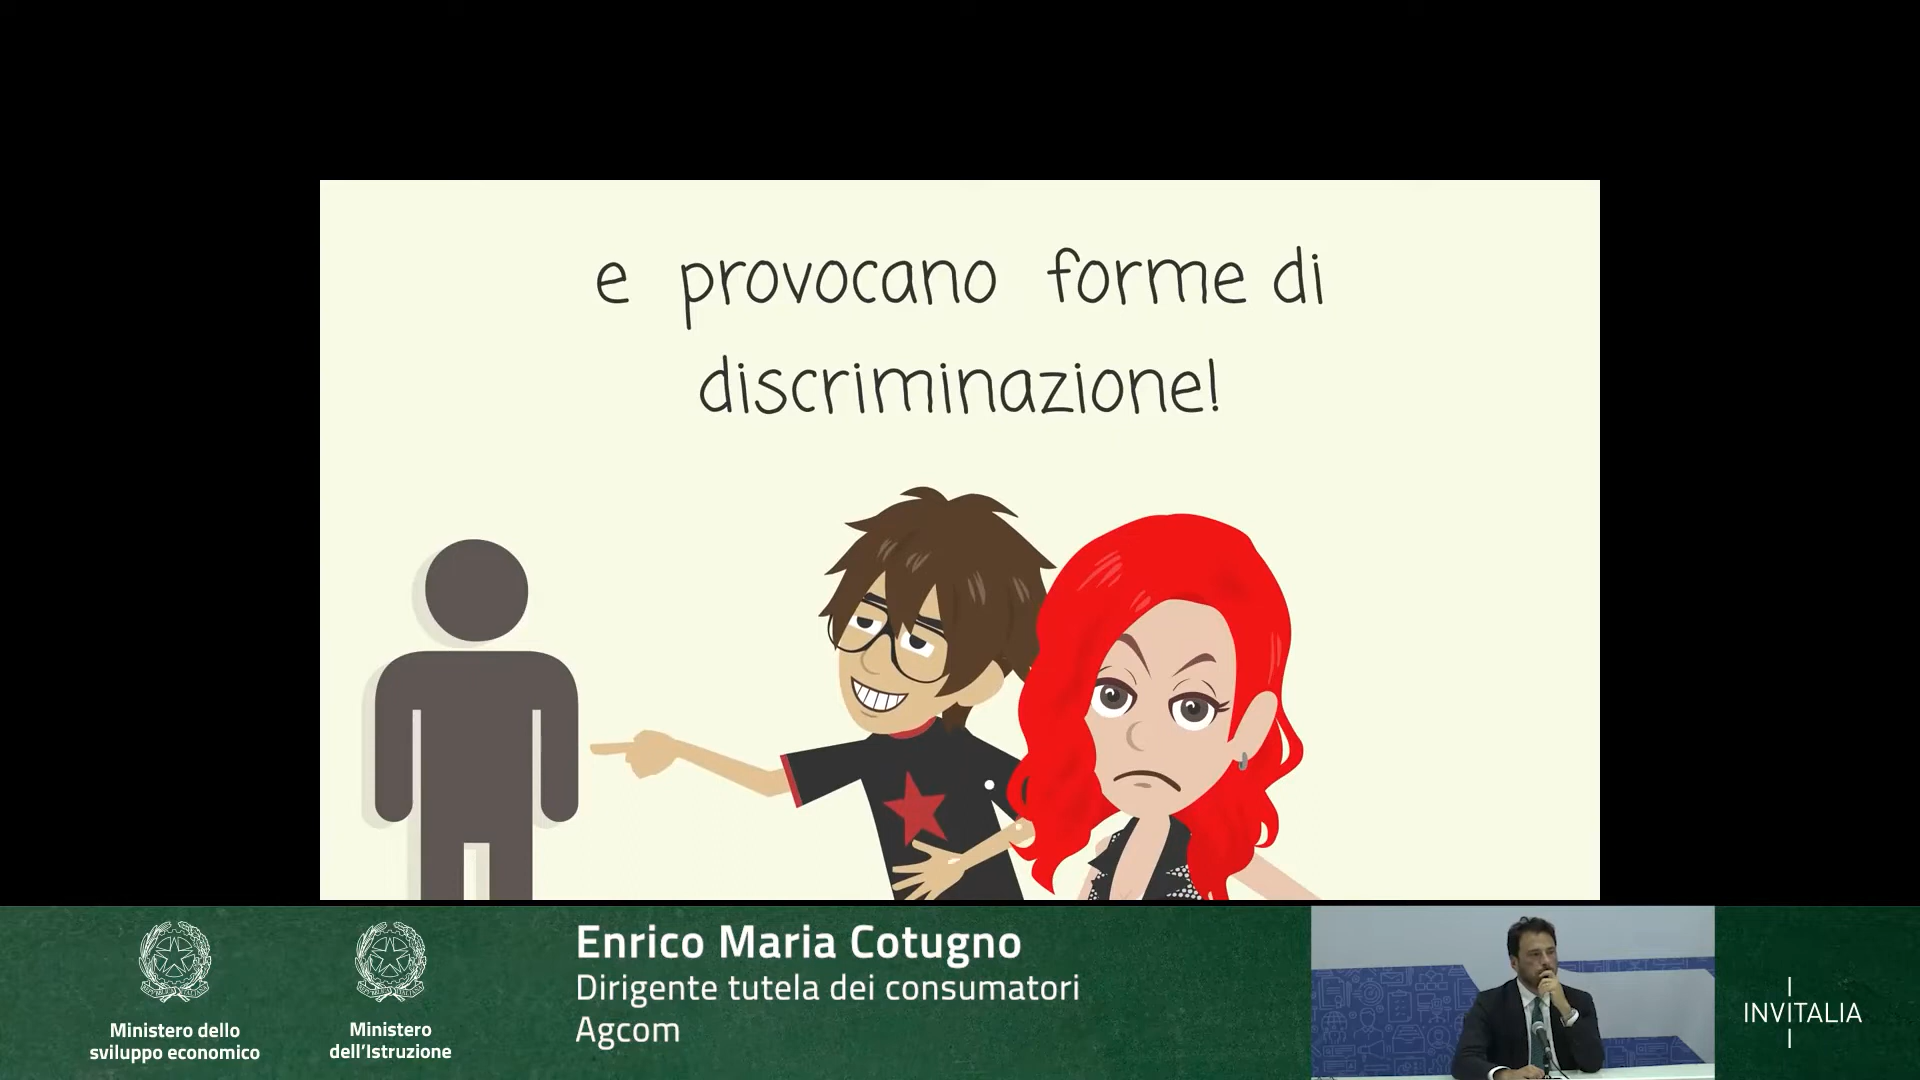 e provocano forme di
discriminazione!
Enrico Maria Cotugno
Dirigente tutela dei consumatori
Agcom
Ministero dello
sviluppo economico
Ministero
dell'Istruzione
INVITALIA